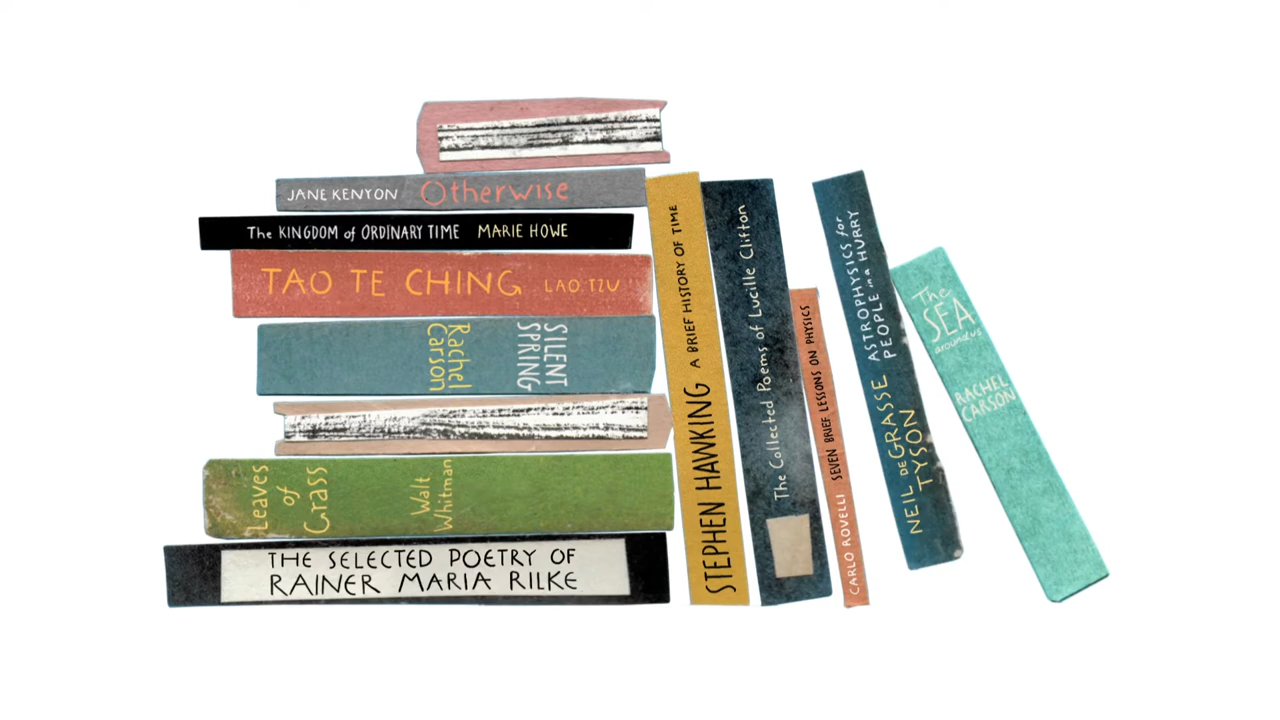 JANE KENYON Otherwise
The KINGDOM of ORDINARY TIME MARIE HOWE
TAO TE CHING LAO TZU
SILENT
SPRING
Rachel
Carson
Leaves
of
Grass
Walt
Whitman
THE SELECTED POETRY OF
RAINER MARIA RILKE
STEPHEN HAWKING A BRIEF HISTORY OF TIME
The Collected Poems of Lucille Clifton
CARLO ROVELLI SEVEN BRIEF LESSONS ON PHYSICS
NEIL DEGRASSE
TYSON
ASTROPHYSICS for
PEOPLE in a HURRY
The
SEA
around us
RACHEL
CARSON